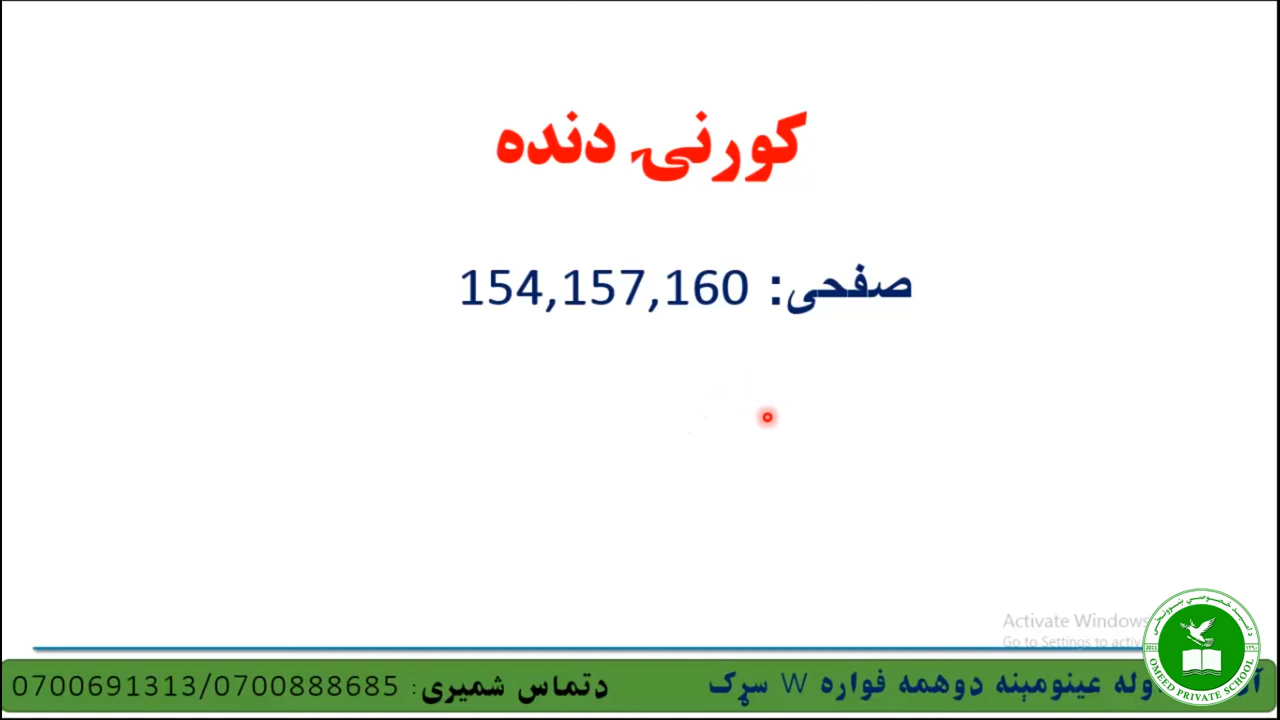 کورنۍ دنده
صفحی: 154,157,160
Activate Windows
Go to Settings to activ
وله عینومېنه دوهمه فواره W سړک دتماس شمیری: 0700691313/0700888685
OMEED PRIVATE SCHOOL
2011